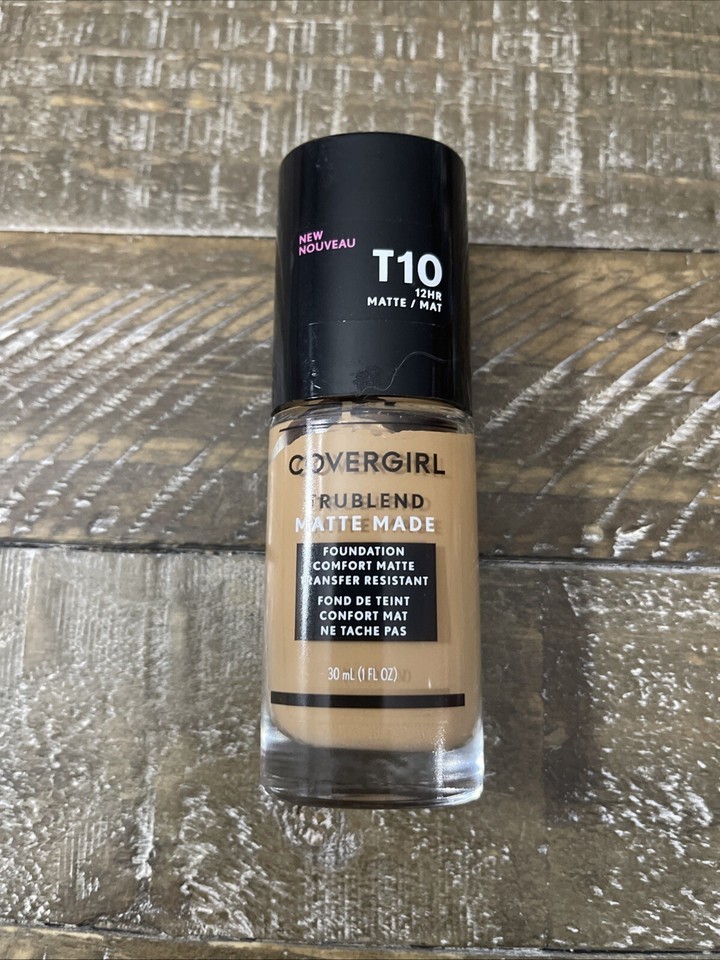 NEW
NOUVEAU
T10
12HR
MATTE / MAT
COVERGIRL
TRUBLEND
MATTE MADE
FOUNDATION
COMFORT MATTE
TRANSFER RESISTANT
FOND DE TEINT
CONFORT MAT
NE TACHE PAS
30 mL (1 FL OZ)